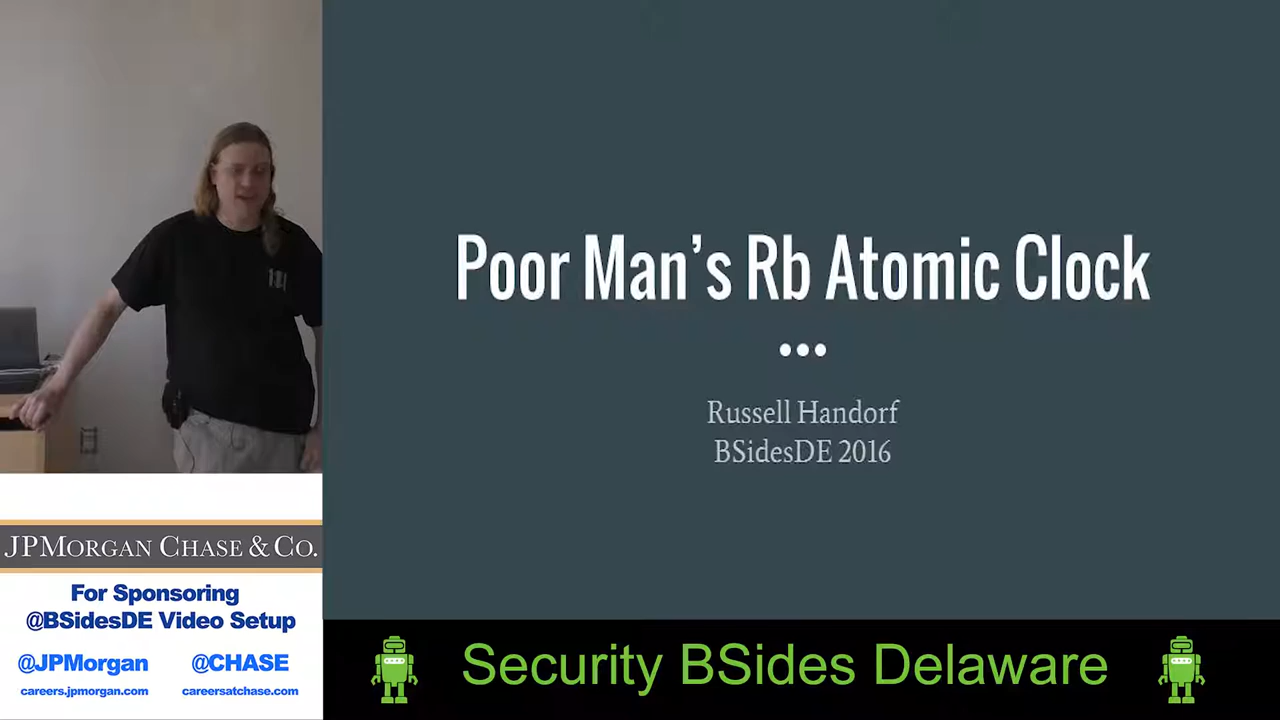 Poor Man's Rb Atomic Clock
Russell Handorf
BSidesDE 2016
JPMORGAN CHASE & CO.
For Sponsoring
@BSidesDE Video Setup
@JPMorgan @CHASE
careers.jpmorgan.com careersatchase.com
Security BSides Delaware